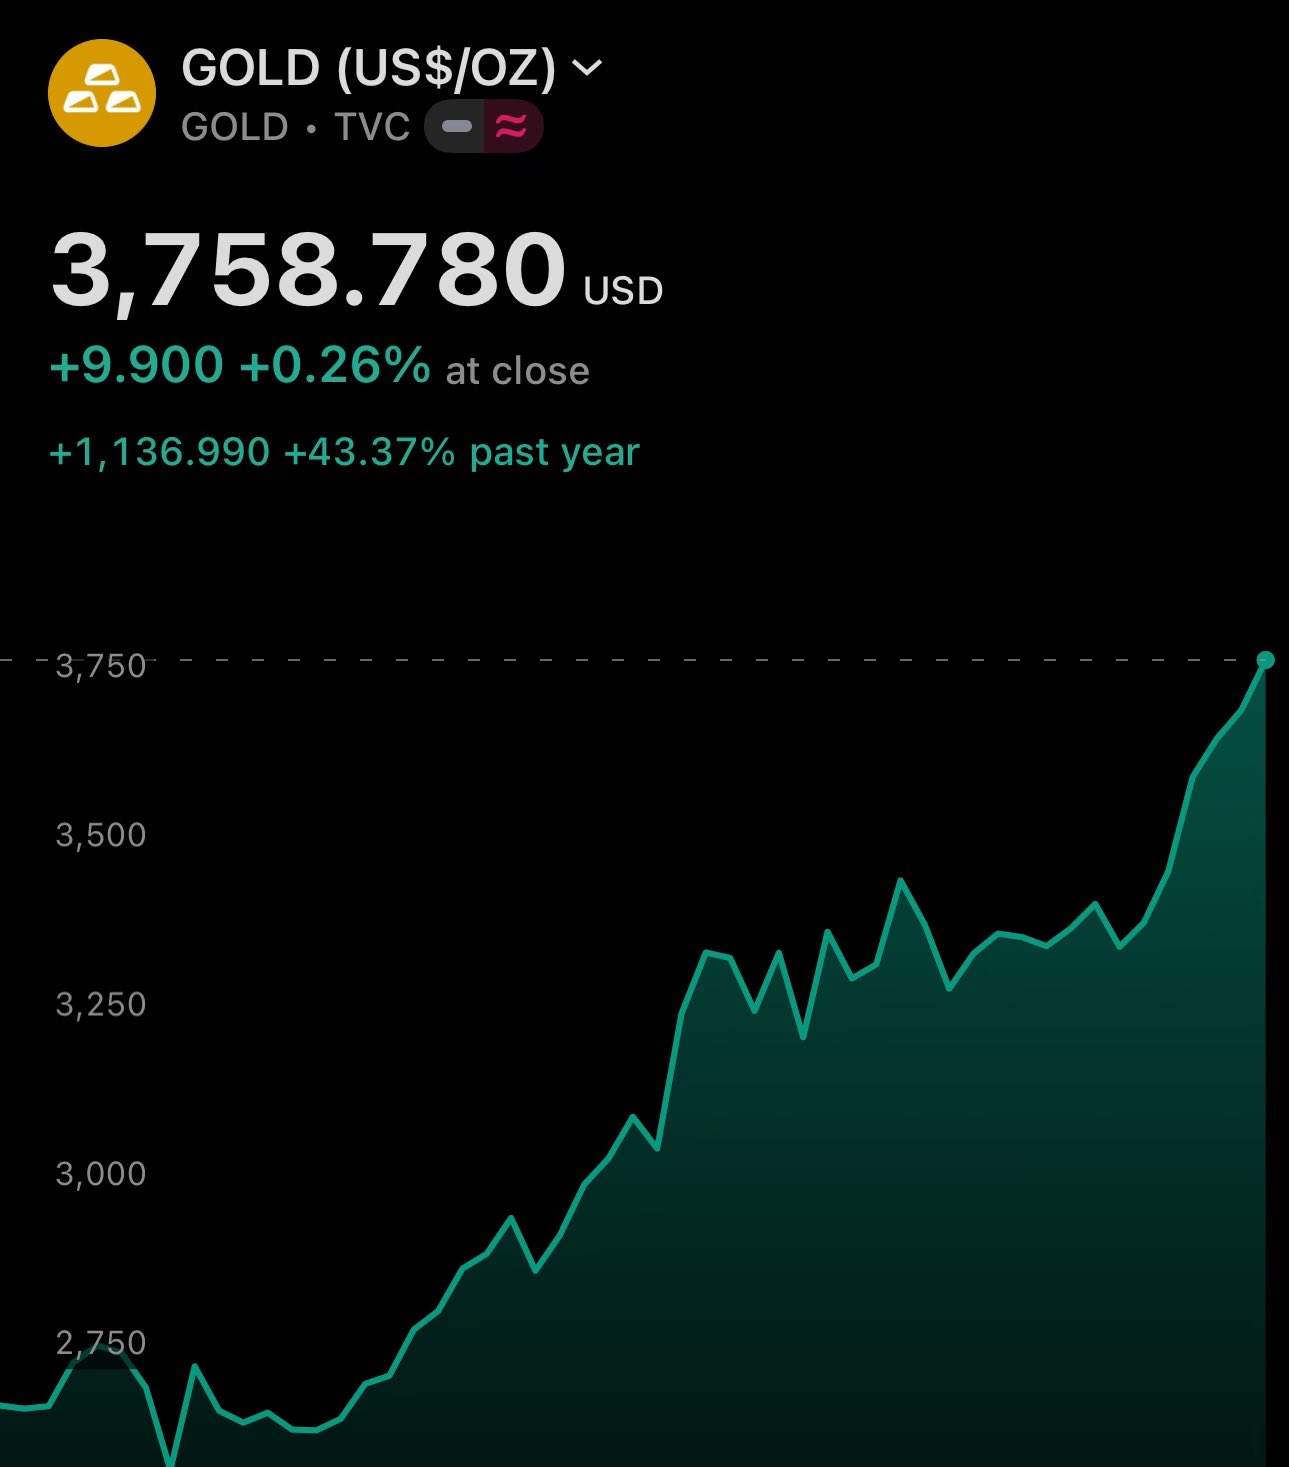 GOLD (US$/OZ)
GOLD • TVC
3,758.780 USD
+9.900 +0.26% at close
+1,136.990 +43.37% past year
3,750
3,500
3,250
3,000
2,750